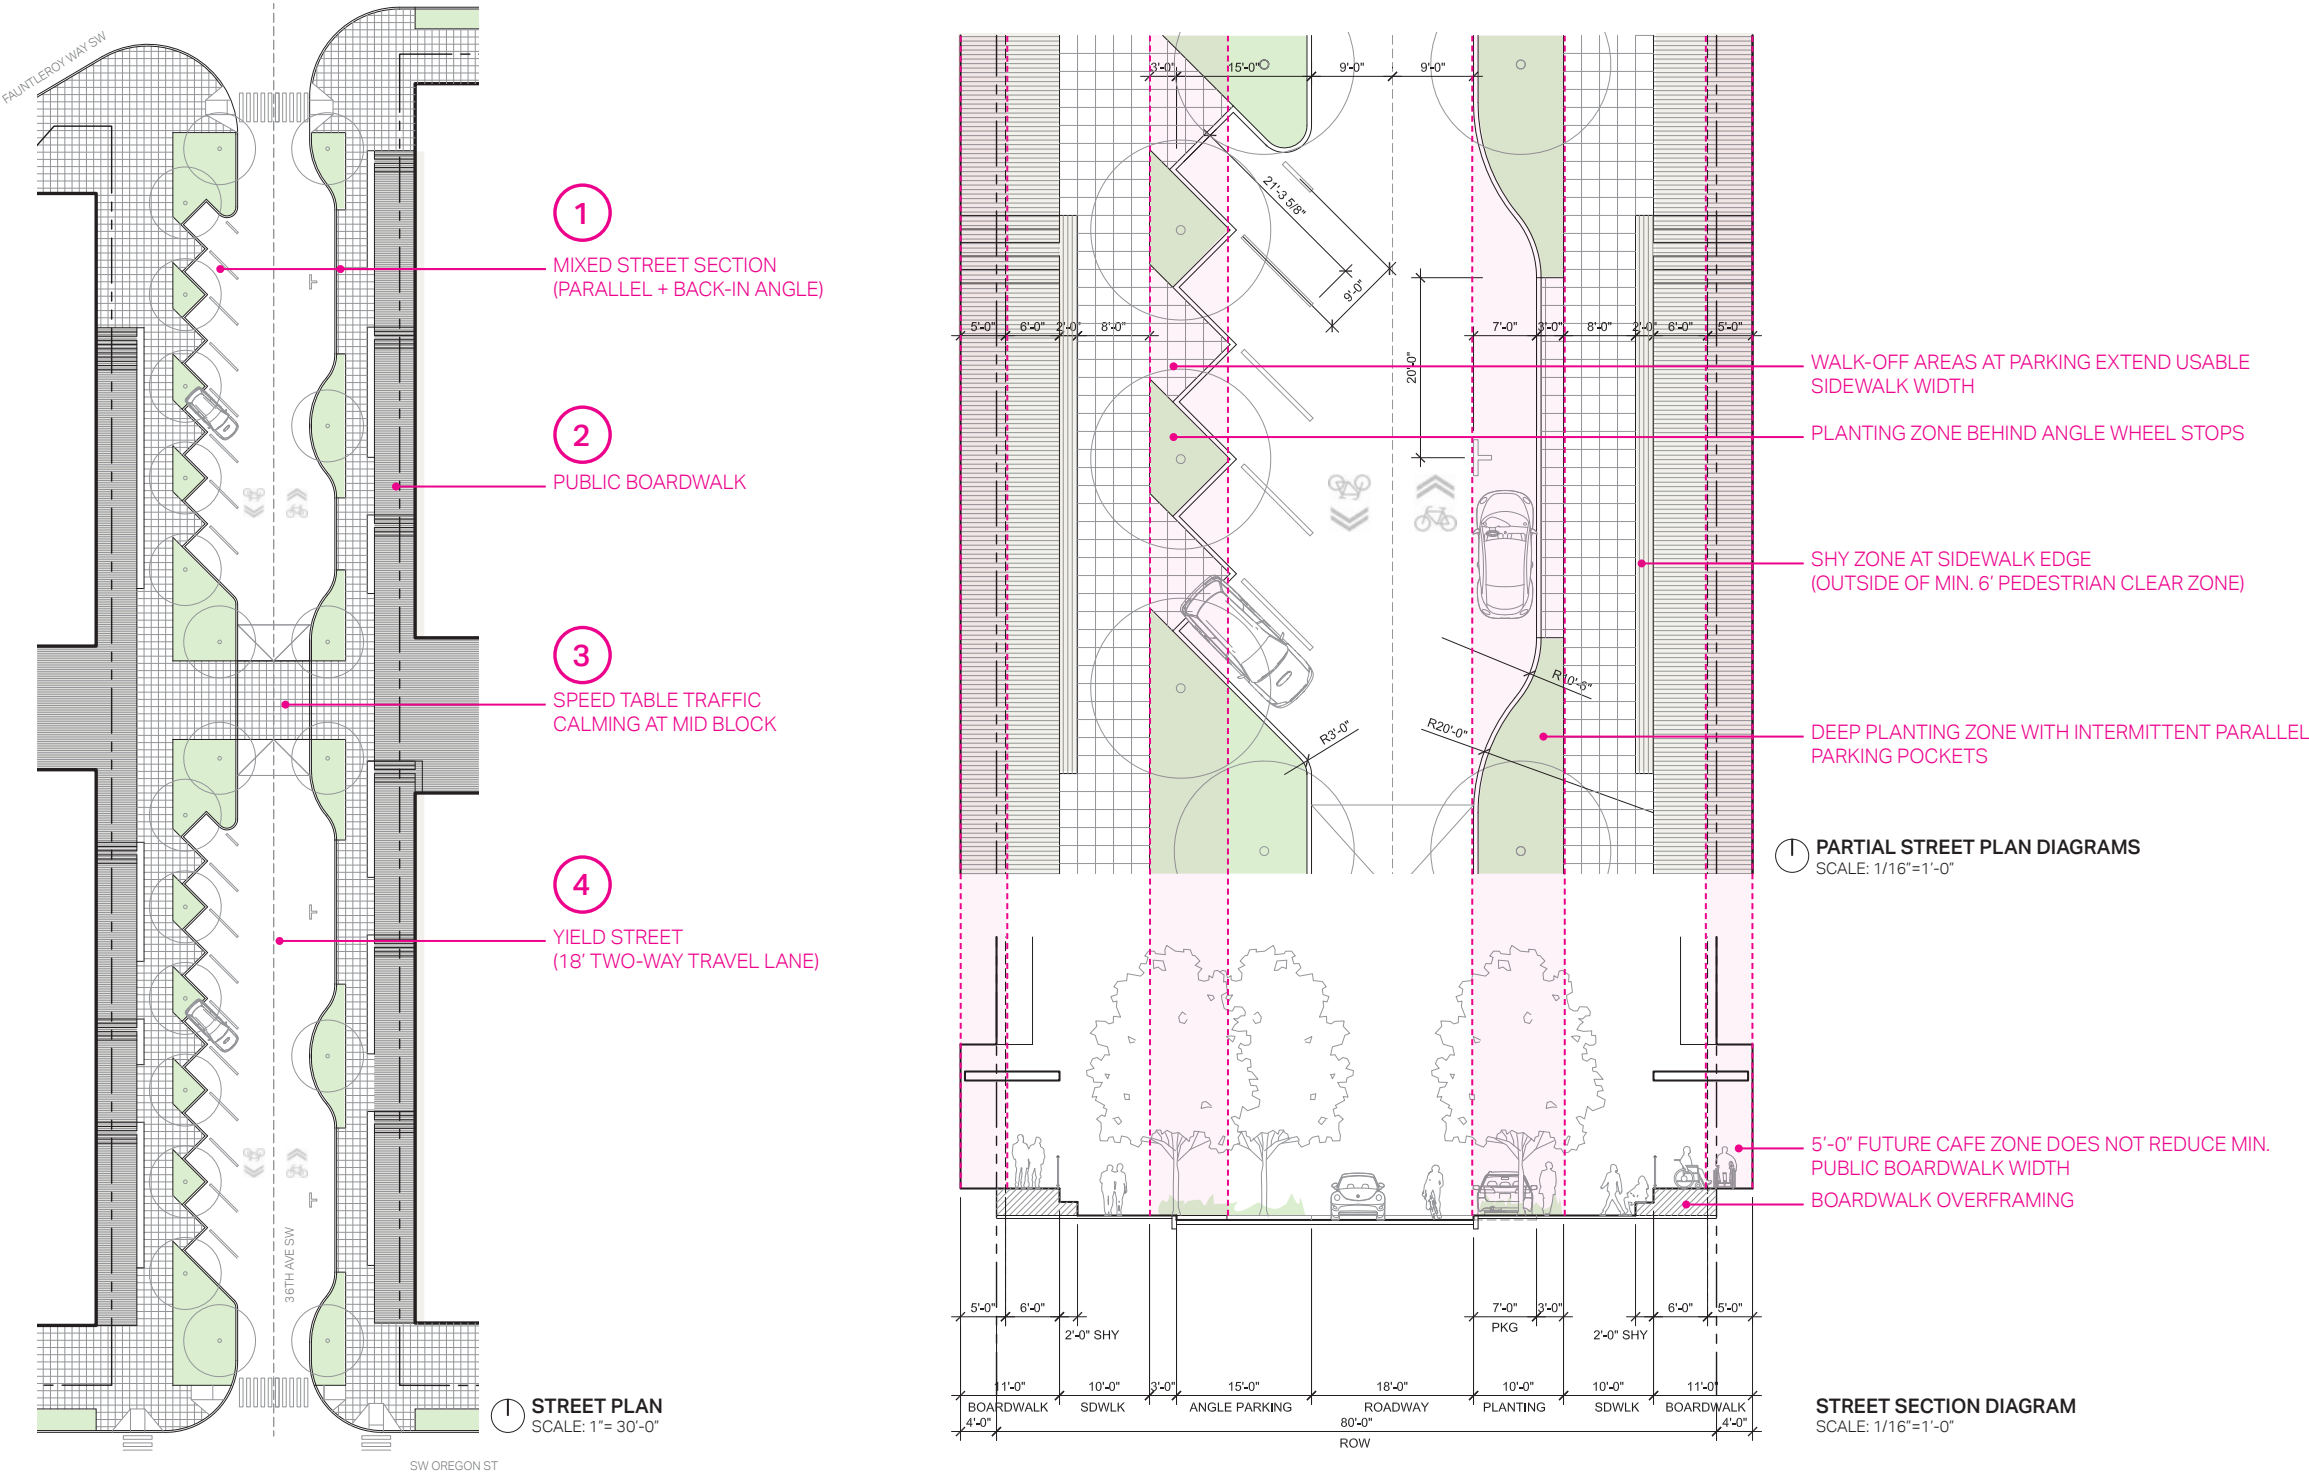 FAUNTLEROY WAY SW
1
MIXED STREET SECTION
(PARALLEL + BACK-IN ANGLE)
2
PUBLIC BOARDWALK
3
SPEED TABLE TRAFFIC
CALMING AT MID BLOCK
4
YIELD STREET
(18' TWO-WAY TRAVEL LANE)
36TH AVE SW
STREET PLAN
SCALE: 1"= 30'-0"
SW OREGON ST
3'-0" 15'-0" 9'-0" 9'-0"
21'-3 5/8"
9'-0"
5'-0" 6'-0" 2'-0" 8'-0" 7'-0" 3'-0" 8'-0" 2'-0" 6'-0" 5'-0"
20'-0"
R10'-6"
R20'-0"
R3'-0"
WALK-OFF AREAS AT PARKING EXTEND USABLE
SIDEWALK WIDTH
PLANTING ZONE BEHIND ANGLE WHEEL STOPS
SHY ZONE AT SIDEWALK EDGE
(OUTSIDE OF MIN. 6' PEDESTRIAN CLEAR ZONE)
DEEP PLANTING ZONE WITH INTERMITTENT PARALLEL
PARKING POCKETS
PARTIAL STREET PLAN DIAGRAMS
SCALE: 1/16"=1'-0"
5'-0" FUTURE CAFE ZONE DOES NOT REDUCE MIN.
PUBLIC BOARDWALK WIDTH
BOARDWALK OVERFRAMING
5'-0" 6'-0" 7'-0" 3'-0" 6'-0" 5'-0"
2'-0" SHY PKG 2'-0" SHY
11'-0" 10'-0" 3'-0" 15'-0" 18'-0" 10'-0" 10'-0" 11'-0"
BOARDWALK SDWLK ANGLE PARKING ROADWAY PLANTING SDWLK BOARDWALK
4'-0" 80'-0" 4'-0"
ROW
STREET SECTION DIAGRAM
SCALE: 1/16"=1'-0"